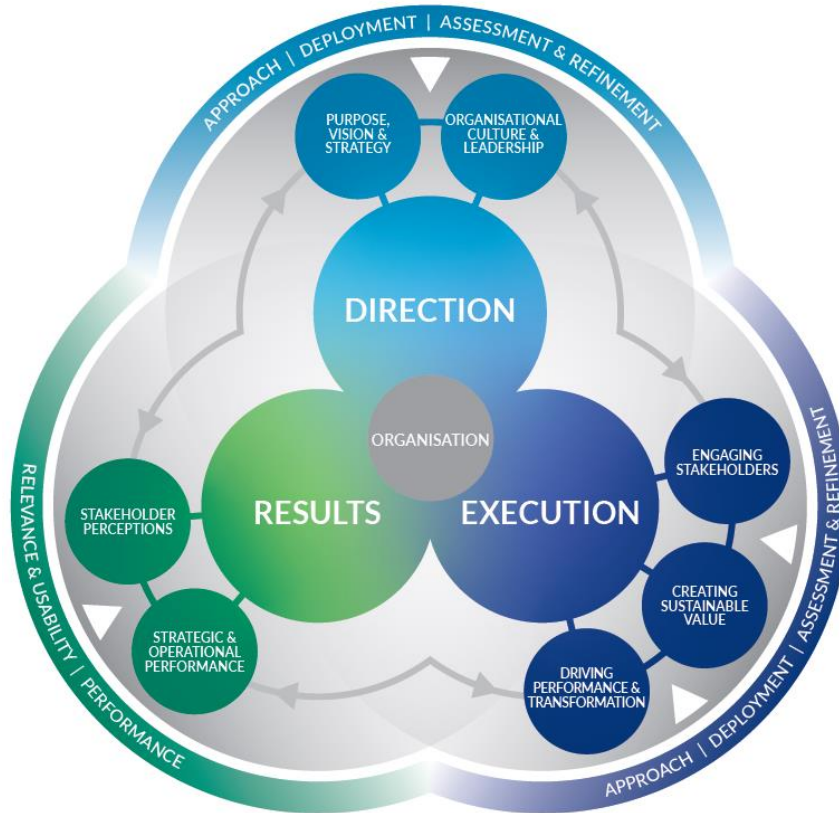 APPROACH | DEPLOYMENT | ASSESSMENT & REFINEMENT
PURPOSE,
VISION &
STRATEGY
ORGANISATIONAL
CULTURE &
LEADERSHIP
DIRECTION
ORGANISATION
RESULTS
EXECUTION
ENGAGING
STAKEHOLDERS
CREATING
SUSTAINABLE
VALUE
DRIVING
PERFORMANCE &
TRANSFORMATION
APPROACH | DEPLOYMENT | ASSESSMENT & REFINEMENT
STAKEHOLDER
PERCEPTIONS
STRATEGIC &
OPERATIONAL
PERFORMANCE
RELEVANCE & USABILITY | PERFORMANCE